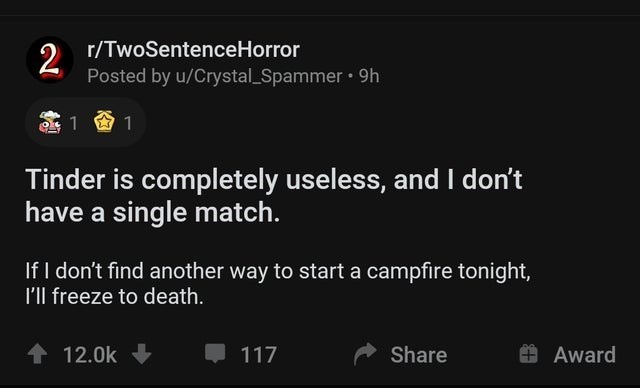 2
r/TwoSentenceHorror
Posted by u/Crystal_Spammer • 9h
1 1
Tinder is completely useless, and I don’t
have a single match.
If I don’t find another way to start a campfire tonight,
I’ll freeze to death.
12.0k 117 Share Award